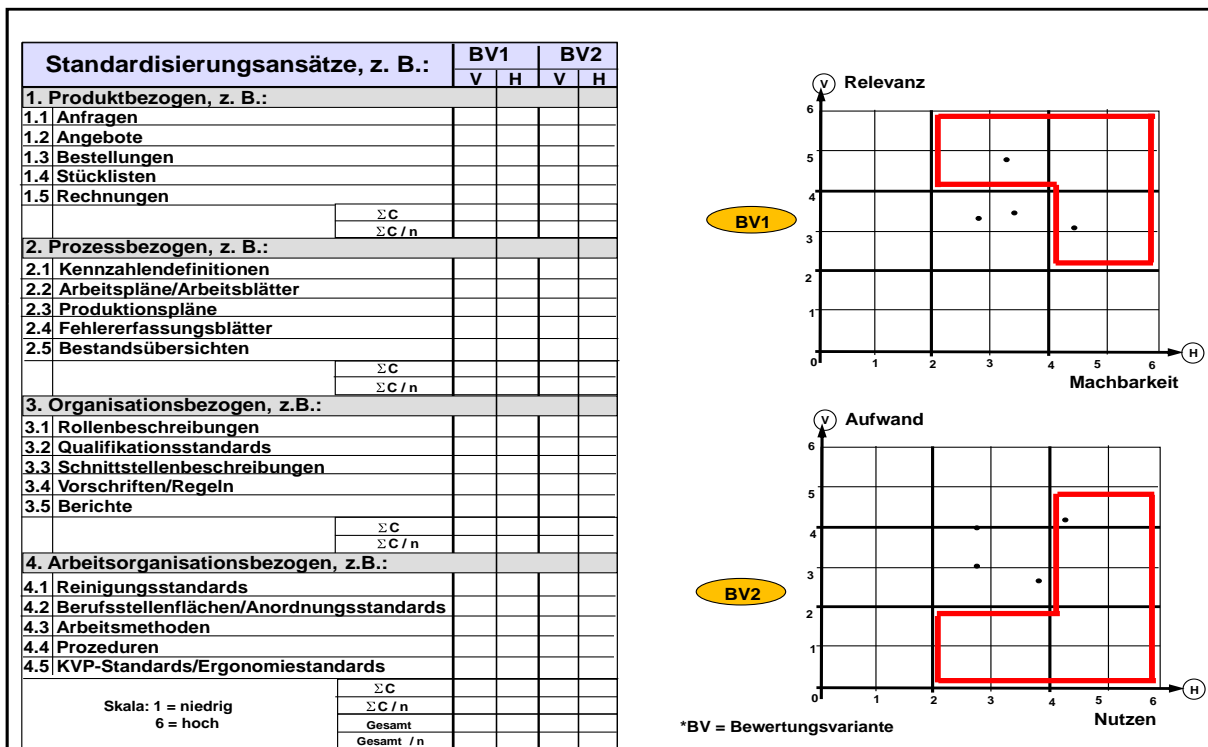 Standardisierungsansätze, z. B.:
BV1 BV2
V H V H
1. Produktbezogen, z. B.:
1.1 Anfragen
1.2 Angebote
1.3 Bestellungen
1.4 Stücklisten
1.5 Rechnungen
ΣC
ΣC / n
2. Prozessbezogen, z. B.:
2.1 Kennzahlendefinitionen
2.2 Arbeitspläne/Arbeitsblätter
2.3 Produktionspläne
2.4 Fehlererfassungsblätter
2.5 Bestandsübersichten
ΣC
ΣC / n
3. Organisationsbezogen, z.B.:
3.1 Rollenbeschreibungen
3.2 Qualifikationsstandards
3.3 Schnittstellenbeschreibungen
3.4 Vorschriften/Regeln
3.5 Berichte
ΣC
ΣC / n
4. Arbeitsorganisationsbezogen, z.B.:
4.1 Reinigungsstandards
4.2 Berufsstellenflächen/Anordnungsstandards
4.3 Arbeitsmethoden
4.4 Prozeduren
4.5 KVP-Standards/Ergonomiestandards
ΣC
ΣC / n
Gesamt
Gesamt / n
Skala: 1 = niedrig
6 = hoch
V Relevanz
6
5
4
3
2
1
0 1 2 3 4 5 6
H
Machbarkeit
BV1
V Aufwand
6
5
4
3
2
1
0 1 2 3 4 5 6
H
Nutzen
BV2
*BV = Bewertungsvariante